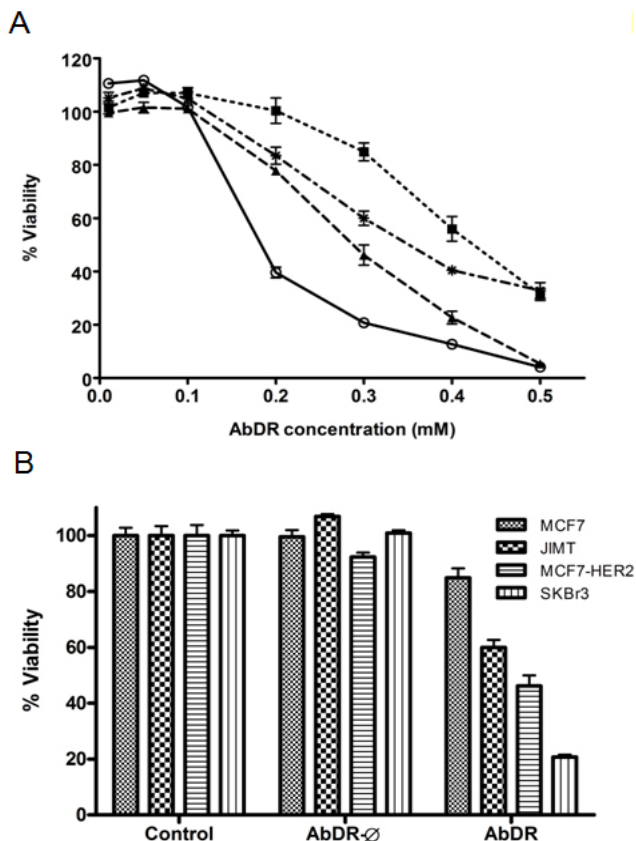 A
120
100
80
60
40
20
0
% Viability
0.0 0.1 0.2 0.3 0.4 0.5
AbDR concentration (mM)
B
100
80
60
40
20
0
% Viability
MCF7
JIMT
MCF7-HER2
SKBr3
Control AbDR-∅ AbDR